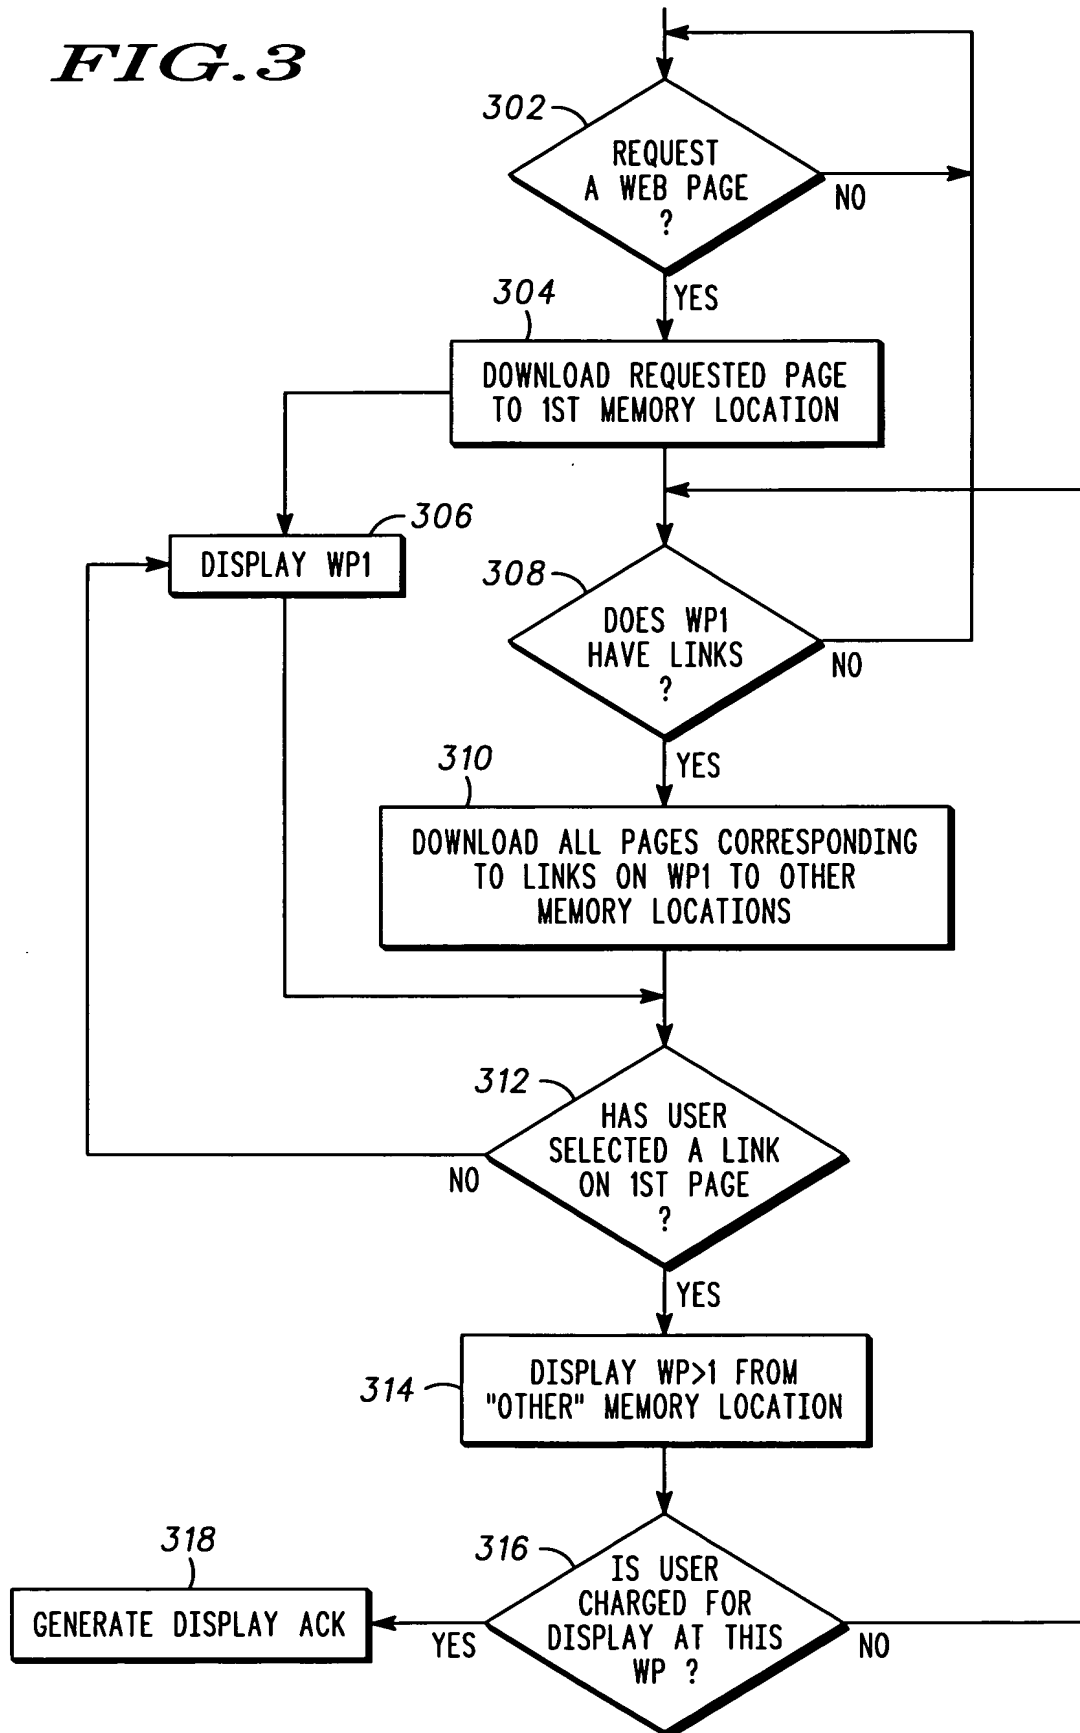 FIG.3
302
REQUEST
A WEB PAGE
?
NO
YES
304
DOWNLOAD REQUESTED PAGE
TO 1ST MEMORY LOCATION
306
DISPLAY WP1
308
DOES WP1
HAVE LINKS
?
NO
YES
310
DOWNLOAD ALL PAGES CORRESPONDING
TO LINKS ON WP1 TO OTHER
MEMORY LOCATIONS
312
HAS USER
SELECTED A LINK
ON 1ST PAGE
?
NO
YES
314
DISPLAY WP>1 FROM
"OTHER" MEMORY LOCATION
316
IS USER
CHARGED FOR
DISPLAY AT THIS
WP ?
YES
NO
318
GENERATE DISPLAY ACK